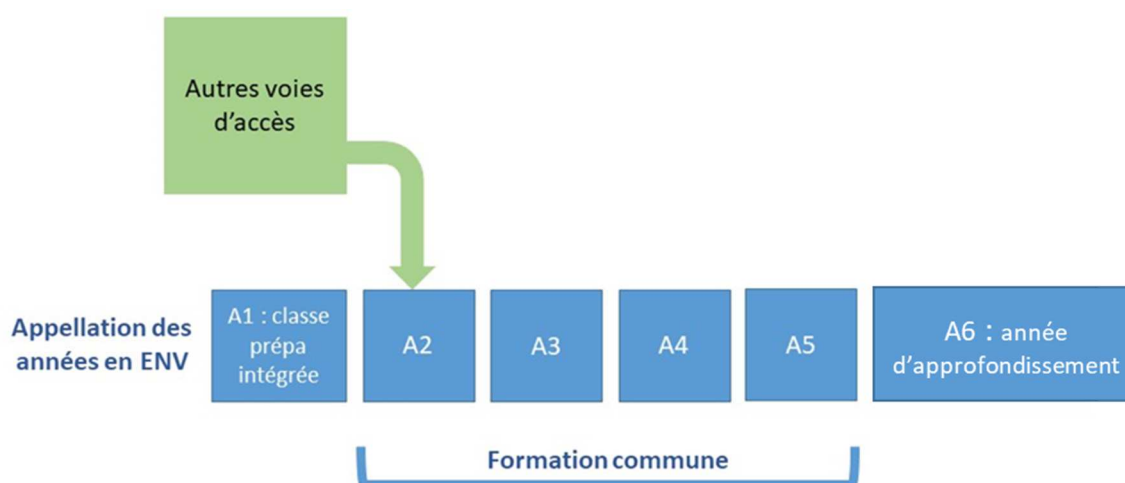 Autres voies
d'accès
Appellation des
années en ENV
A1 : classe
prépa
intégrée
A2
A3
A4
A5
A6 : année
d'approfondissement
Formation commune